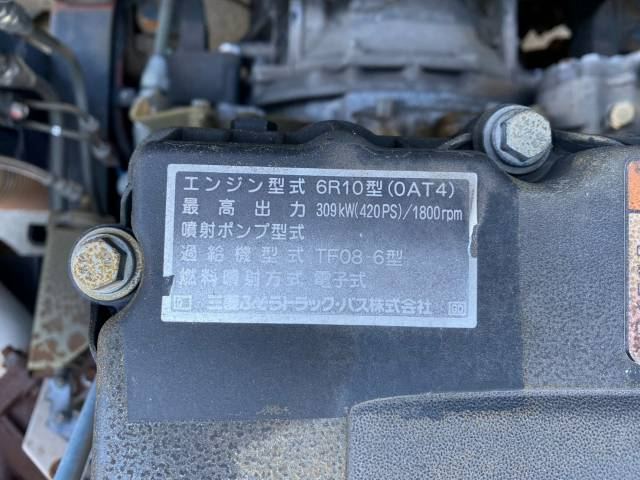 エンジン型式 6R10型(0AT4)
最高出力 309kW(420PS)/1800rpm
噴射ポンプ型式
過給機型式 TF08-6型
燃料噴射方式 電子式
三菱ふそうトラック・バス株式会社